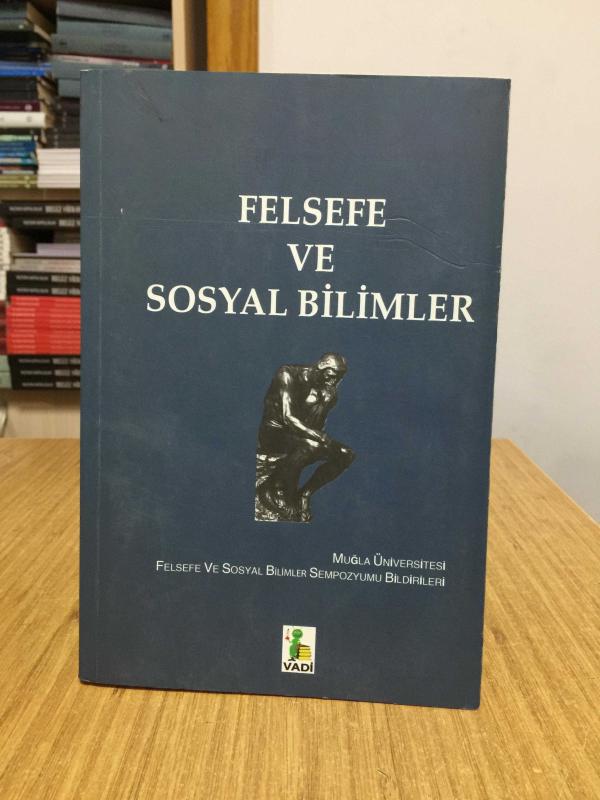 FELSEFE
VE
SOSYAL BİLİMLER
MUĞLA ÜNİVERSİTESİ
FELSEFE VE SOSYAL BİLİMLER SEMPOZYUMU BİLDİRİLERİ
VADİ